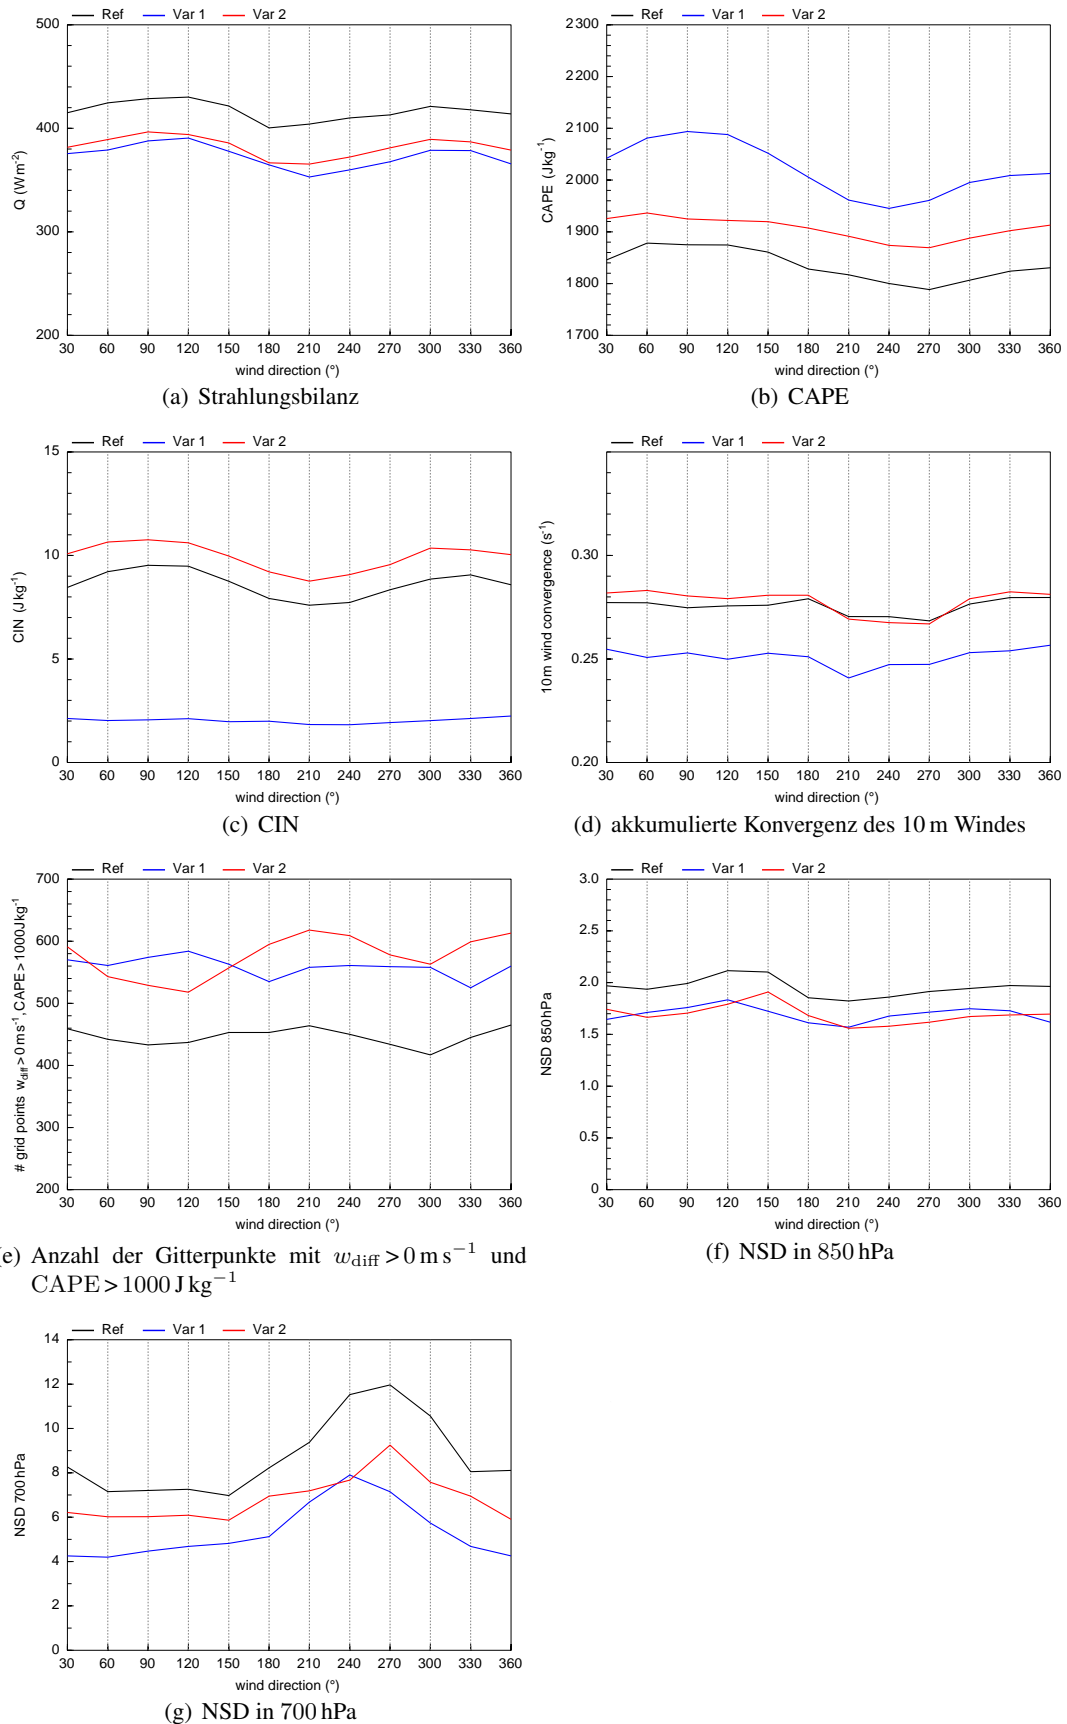 Ref Var 1 Var 2
500
400
300
200
Q (Wm-2)
30 60 90 120 150 180 210 240 270 300 330 360
wind direction (°)
(a) Strahlungsbilanz
Ref Var 1 Var 2
2300
2200
2100
2000
1900
1800
1700
CAPE (Jkg-1)
30 60 90 120 150 180 210 240 270 300 330 360
wind direction (°)
(b) CAPE
Ref Var 1 Var 2
15
10
5
0
CIN (Jkg-1)
30 60 90 120 150 180 210 240 270 300 330 360
wind direction (°)
(c) CIN
Ref Var 1 Var 2
0.30
0.25
0.20
10m wind convergence (s-1)
30 60 90 120 150 180 210 240 270 300 330 360
wind direction (°)
(d) akkumulierte Konvergenz des 10 m Windes
Ref Var 1 Var 2
700
600
500
400
300
200
# grid points wdiff>0ms-1, CAPE>1000Jkg-1
30 60 90 120 150 180 210 240 270 300 330 360
wind direction (°)
e) Anzahl der Gitterpunkte mit wdiff > 0 m s−1 und
CAPE > 1000 J kg−1
Ref Var 1 Var 2
3.0
2.5
2.0
1.5
1.0
0.5
0
NSD 850hPa
30 60 90 120 150 180 210 240 270 300 330 360
wind direction (°)
(f) NSD in 850 hPa
Ref Var 1 Var 2
14
12
10
8
6
4
2
0
NSD 700hPa
30 60 90 120 150 180 210 240 270 300 330 360
wind direction (°)
(g) NSD in 700 hPa